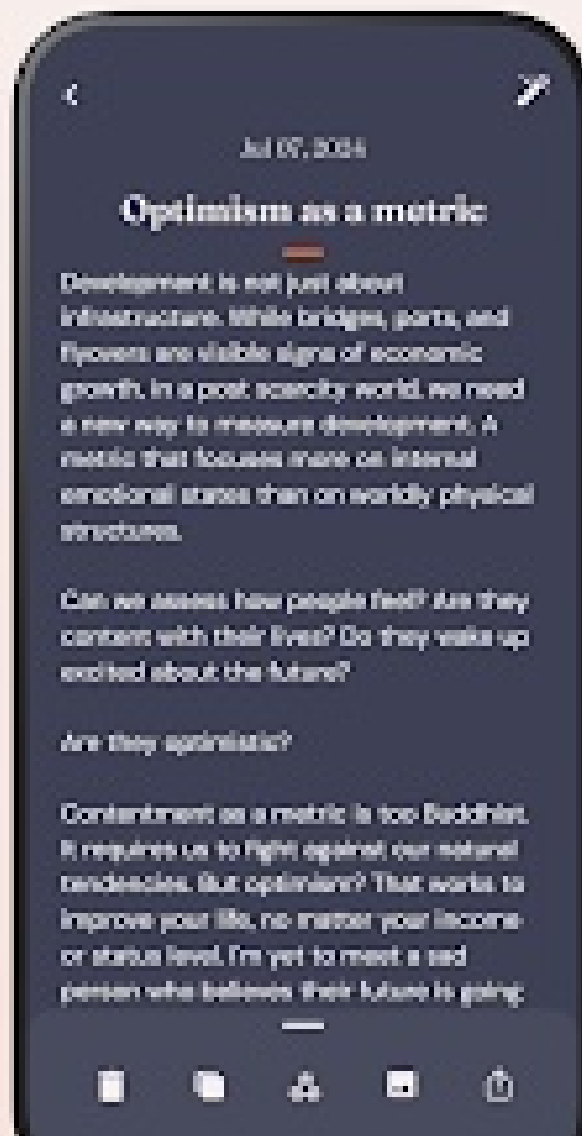 Jul 07, 2024
Optimism as a metric
Development is not just about
infrastructure. While bridges, ports, and
flyovers are visible signs of economic
growth. In a post scarcity world, we need
a new way to measure development. A
metric that focuses more on internal
emotional states than on worldly physical
structures.
Can we assess how people feel? Are they
content with their lives? Do they wake up
excited about the future?
Are they optimistic?
Contentment as a metric is too Buddhist.
It requires us to fight against our natural
tendencies. But optimism? That works to
improve your life, no matter your income
or status level. I'm yet to meet a sad
person who believes their future is going